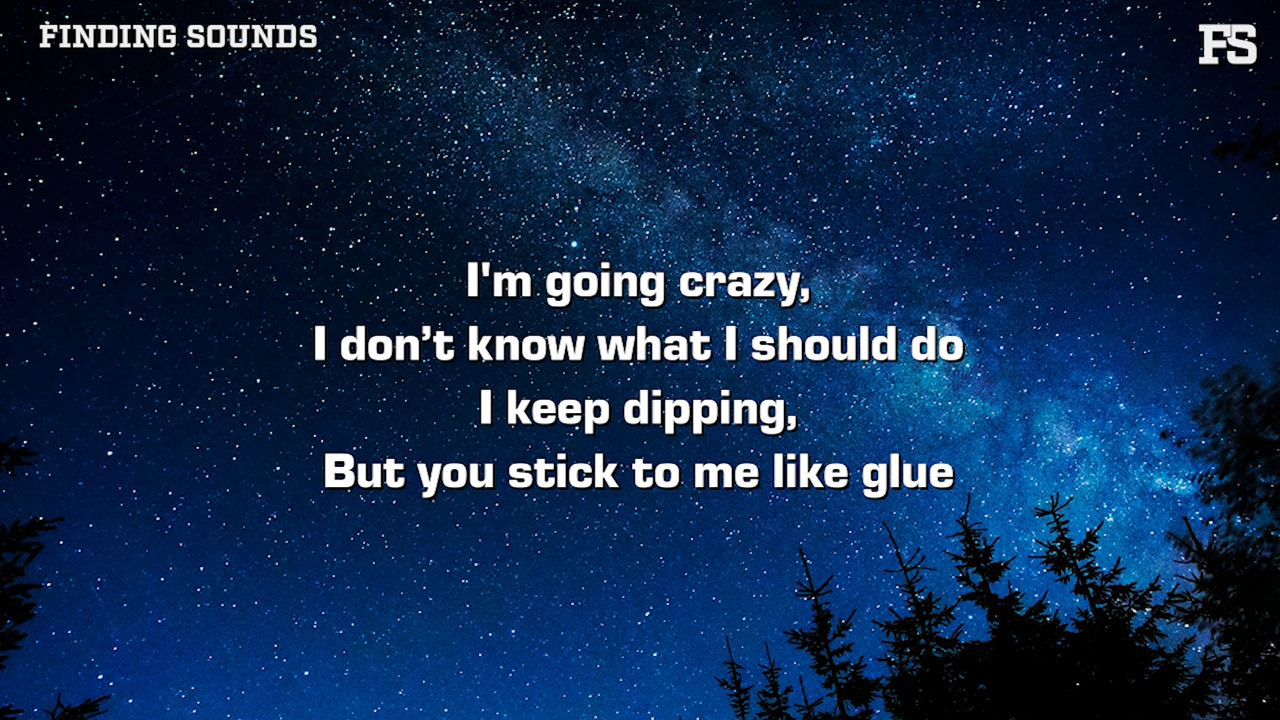 FINDING SOUNDS
FS
I'm going crazy,
I don’t know what I should do
I keep dipping,
But you stick to me like glue